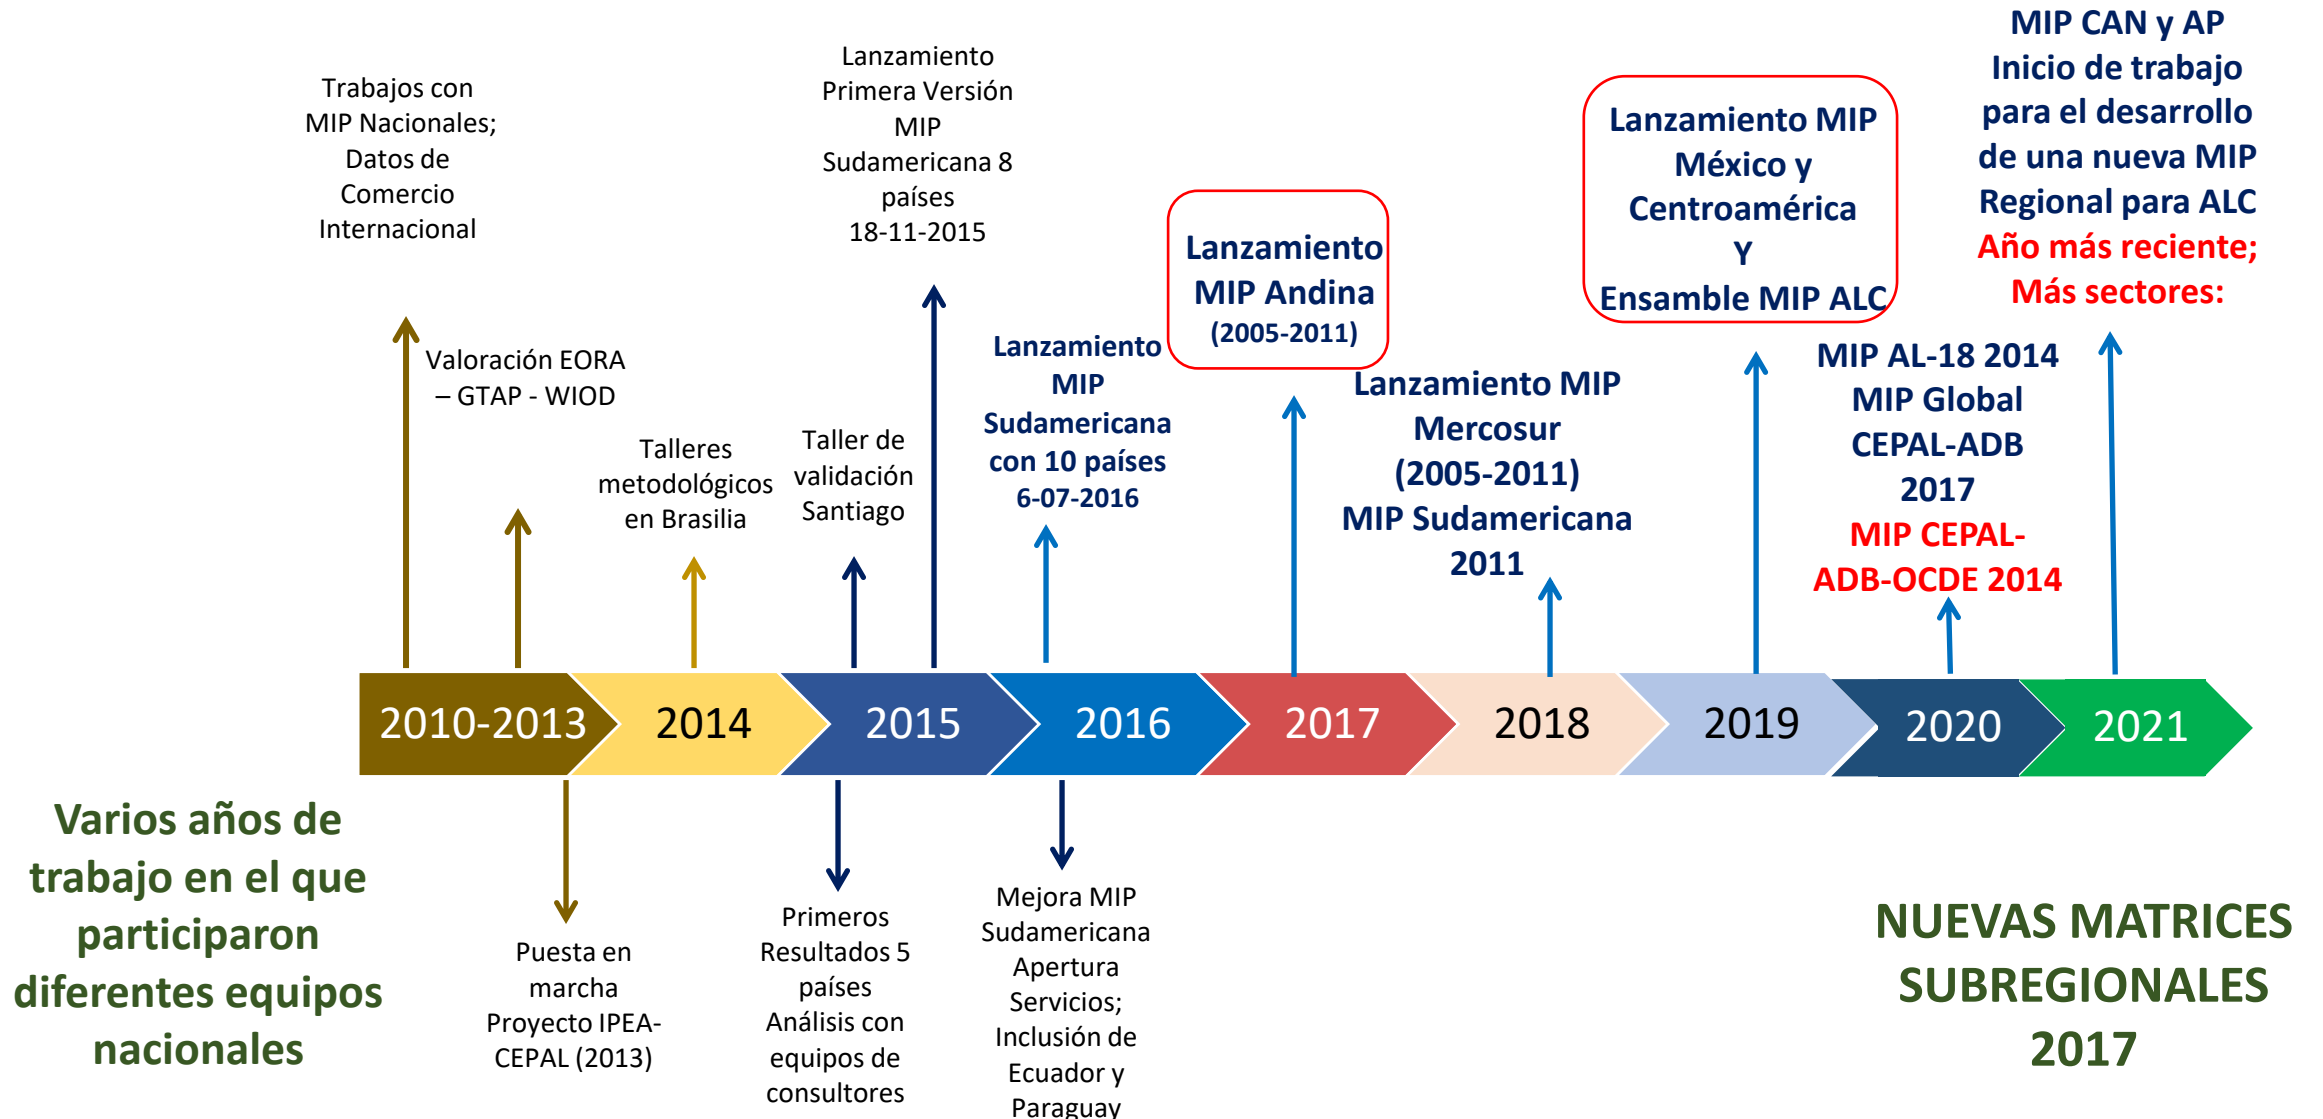 Trabajos con
MIP Nacionales;
Datos de
Comercio
Internacional
Valoración EORA
– GTAP - WIOD
Talleres
metodológicos
en Brasilia
Taller de
validación
Santiago
Lanzamiento
Primera Versión
MIP
Sudamericana 8
países
18-11-2015
Lanzamiento
MIP
Sudamericana
con 10 países
6-07-2016
Lanzamiento
MIP Andina
(2005-2011)
Lanzamiento MIP
Mercosur
(2005-2011)
MIP Sudamericana
2011
Lanzamiento MIP
México y
Centroamérica
Y
Ensamble MIP ALC
MIP AL-18 2014
MIP Global
CEPAL-ADB
2017
MIP CEPAL-
ADB-OCDE 2014
MIP CAN y AP
Inicio de trabajo
para el desarrollo
de una nueva MIP
Regional para ALC
Año más reciente;
Más sectores:
2010-2013
2014
2015
2016
2017
2018
2019
2020
2021
Varios años de
trabajo en el que
participaron
diferentes equipos
nacionales
Puesta en
marcha
Proyecto IPEA-
CEPAL (2013)
Primeros
Resultados 5
países
Análisis con
equipos de
consultores
Mejora MIP
Sudamericana
Apertura
Servicios;
Inclusión de
Ecuador y
Paraguay
NUEVAS MATRICES
SUBREGIONALES
2017